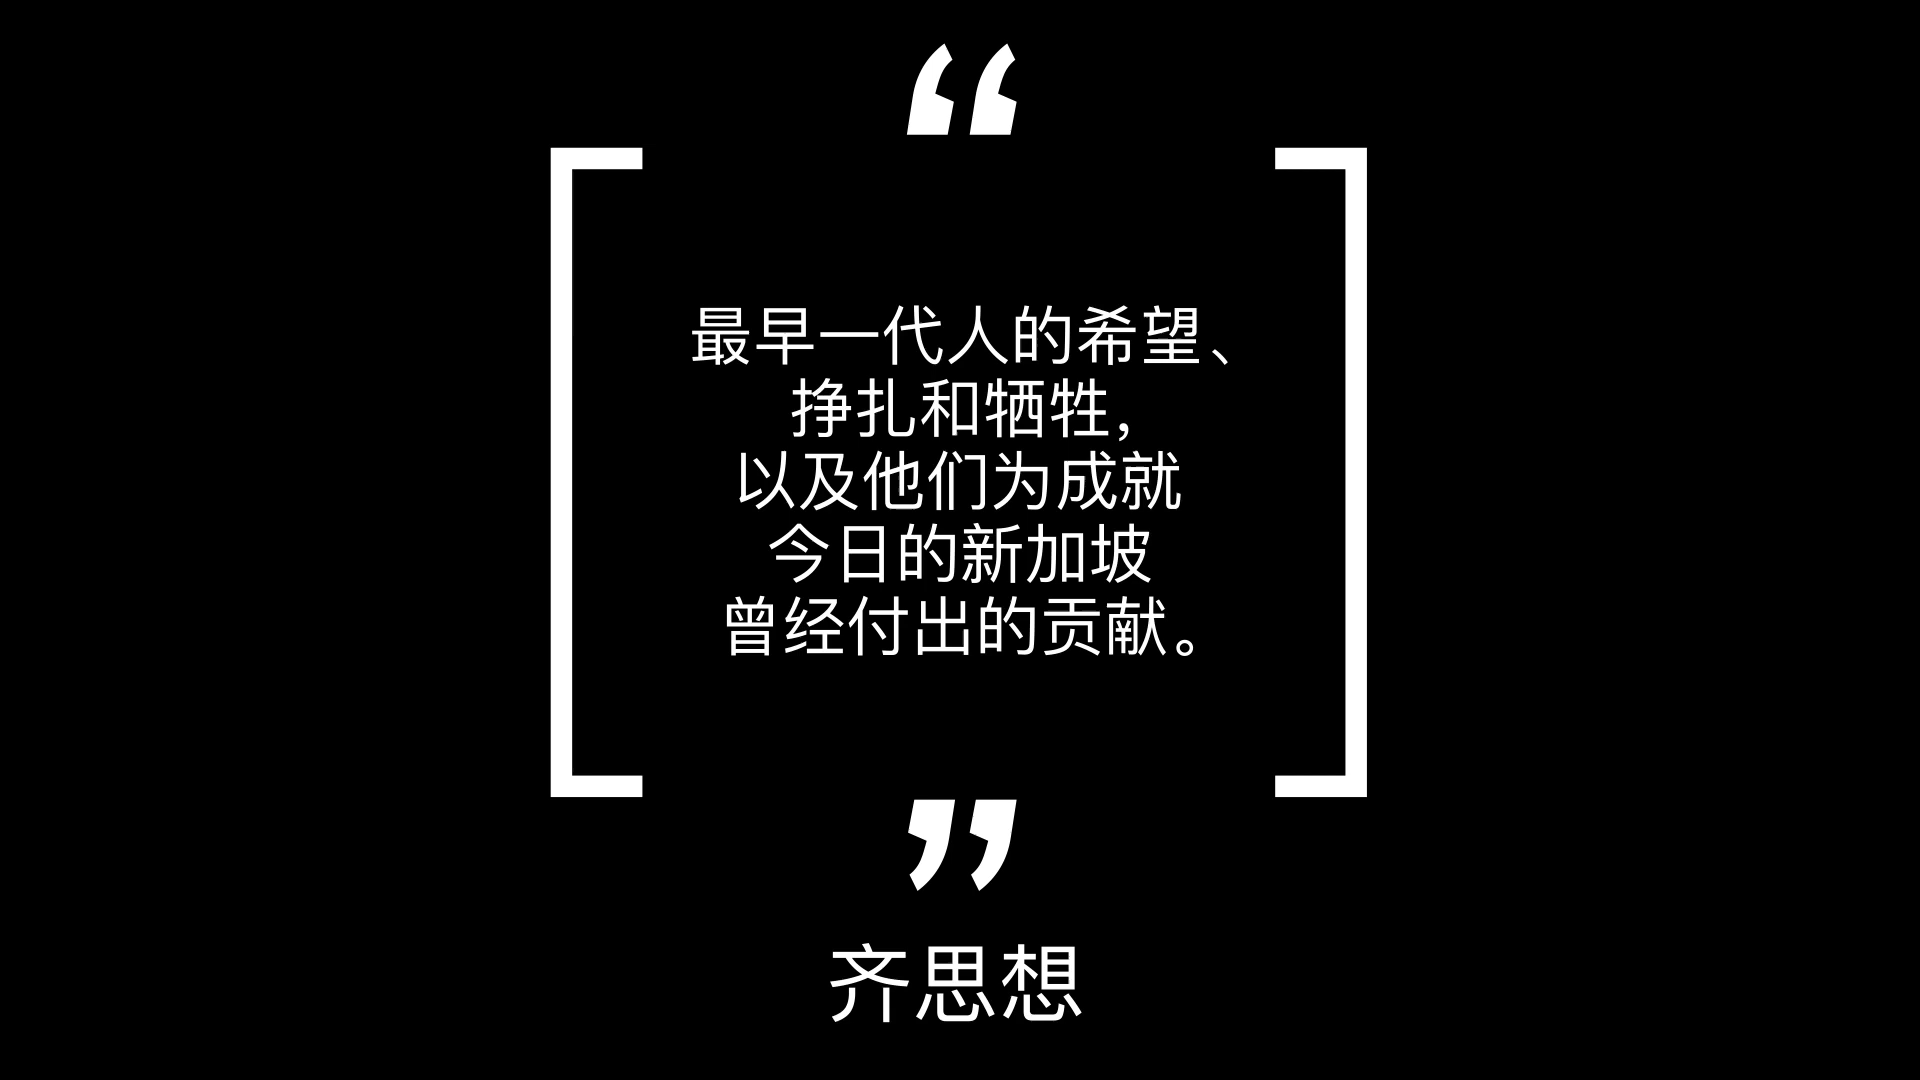 “
最早一代人的希望、
挣扎和牺牲，
以及他们为成就
今日的新加坡
曾经付出的贡献。
”
齐思想